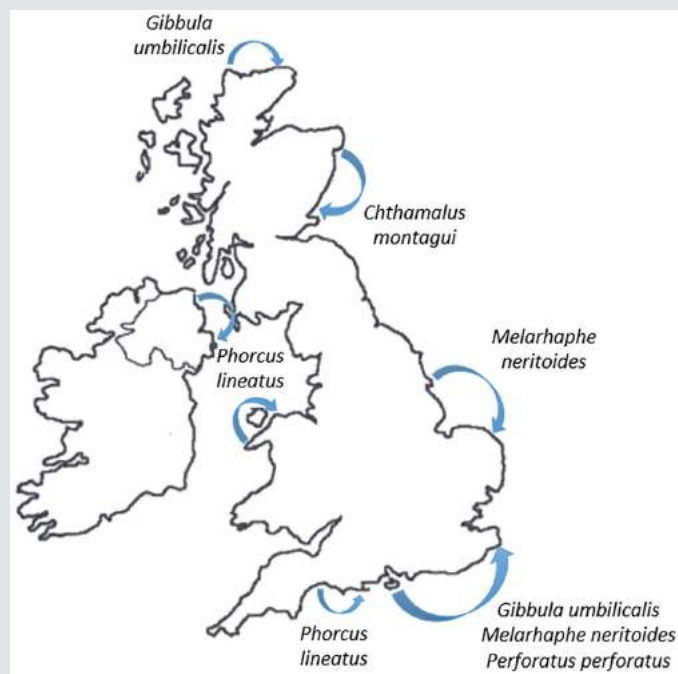 Gibbula
umbilicalis
Chthamalus
montagui
Melarhaphe
neritoides
Phorcus
lineatus
Phorcus
lineatus
Gibbula umbilicalis
Melarhaphe neritoides
Perforatus perforatus